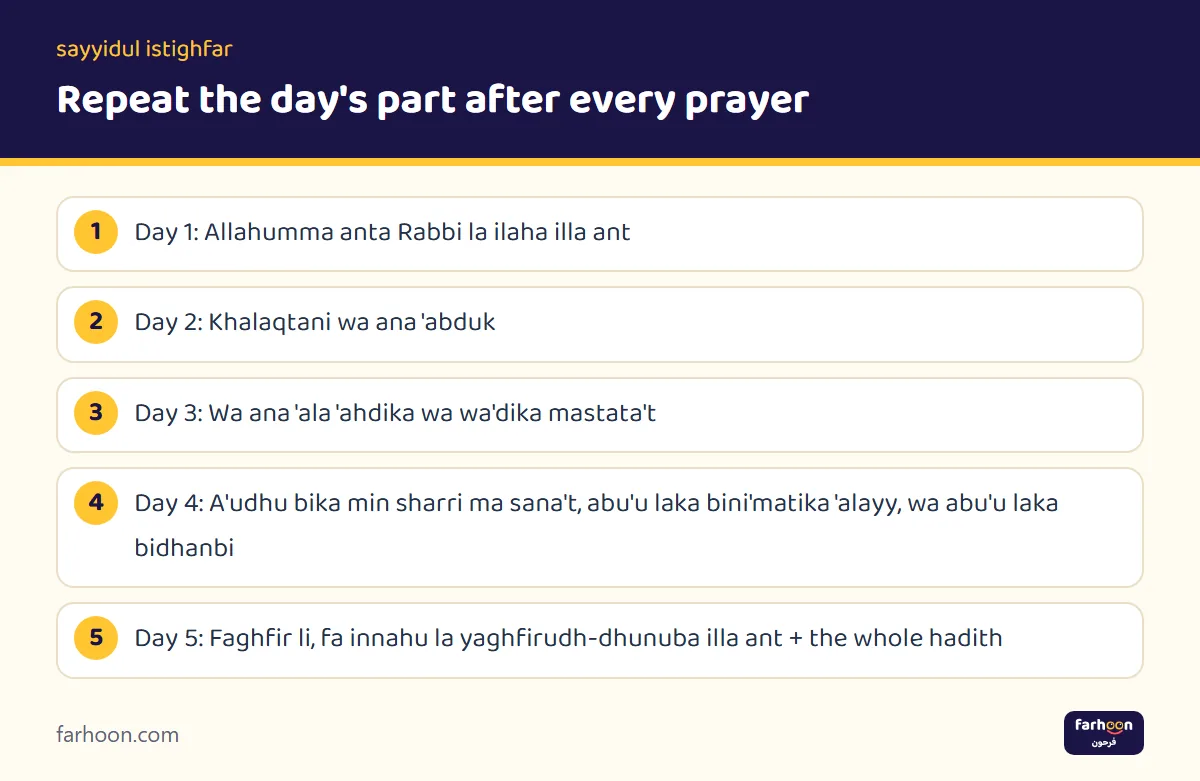 sayyidul istighfar
Repeat the day's part after every prayer
1 Day 1: Allahumma anta Rabbi la ilaha illa ant
2 Day 2: Khalaqtani wa ana 'abduk
3 Day 3: Wa ana 'ala 'ahdika wa wa'dika mastata't
4 Day 4: A'udhu bika min sharri ma sana't, abu'u laka bini'matika 'alayy, wa abu'u laka
bidhanbi
5 Day 5: Faghfir li, fa innahu la yaghfirudh-dhunuba illa ant + the whole hadith
farhoon.com
farhoon
فرحون